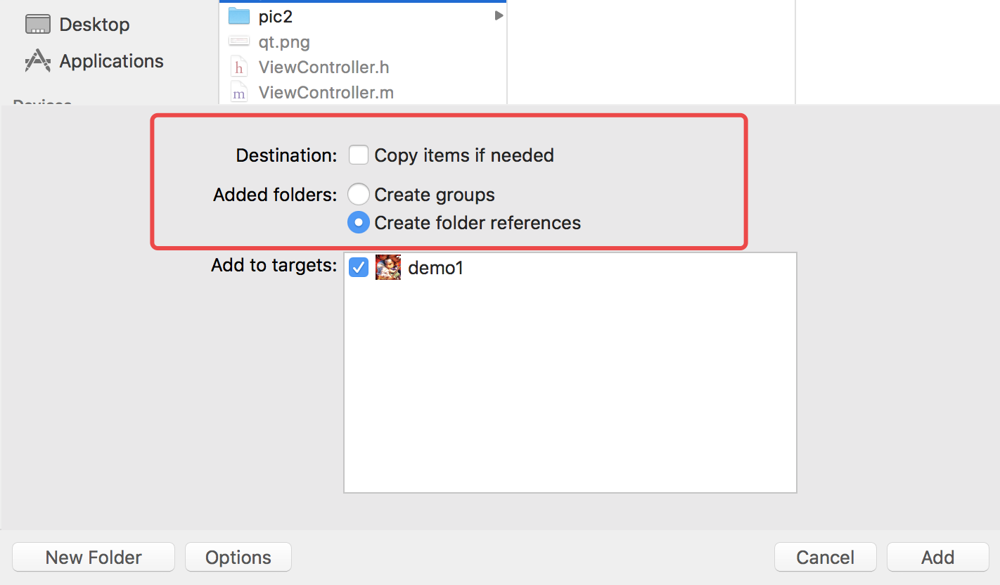 Desktop
Applications
Devices
pic2
qt.png
h ViewController.h
m ViewController.m
Destination: Copy items if needed
Added folders: Create groups
Create folder references
Add to targets: demo1
New Folder Options Cancel Add